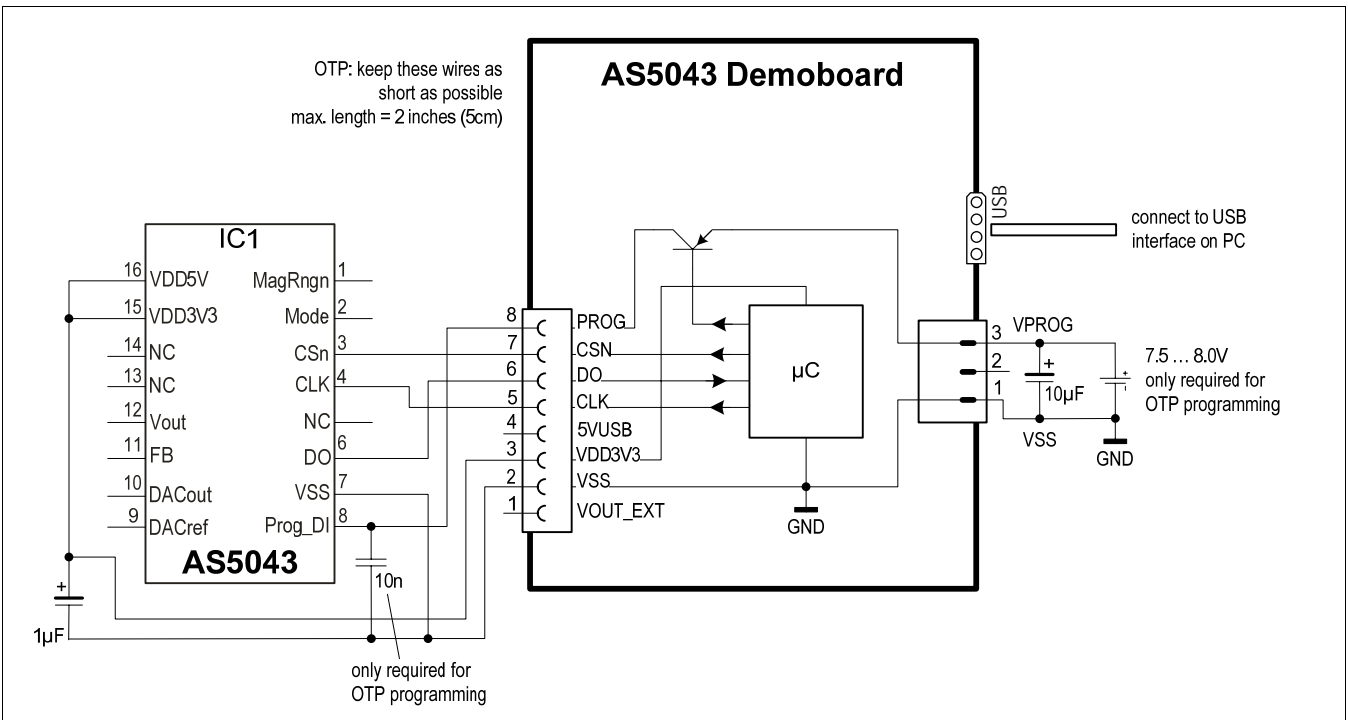 OTP: keep these wires as
short as possible
max. length = 2 inches (5cm)
AS5043 Demoboard
USB
connect to USB
interface on PC
IC1
16 VDD5V
15 VDD3V3
14 NC
13 NC
12 Vout
11 FB
10 DACout
9 DACref
MagRngn 1
Mode 2
CSn 3
CLK 4
NC
DO 6
VSS 7
Prog_DI 8
AS5043
+
1µF
10n
only required for
OTP programming
8 PROG
7 CSN
6 DO
5 CLK
4 5VUSB
3 VDD3V3
2 VSS
1 VOUT_EXT
µC
GND
3 VPROG
2
1
+
10µF
VSS
+
-
GND
7.5 ... 8.0V
only required for
OTP programming